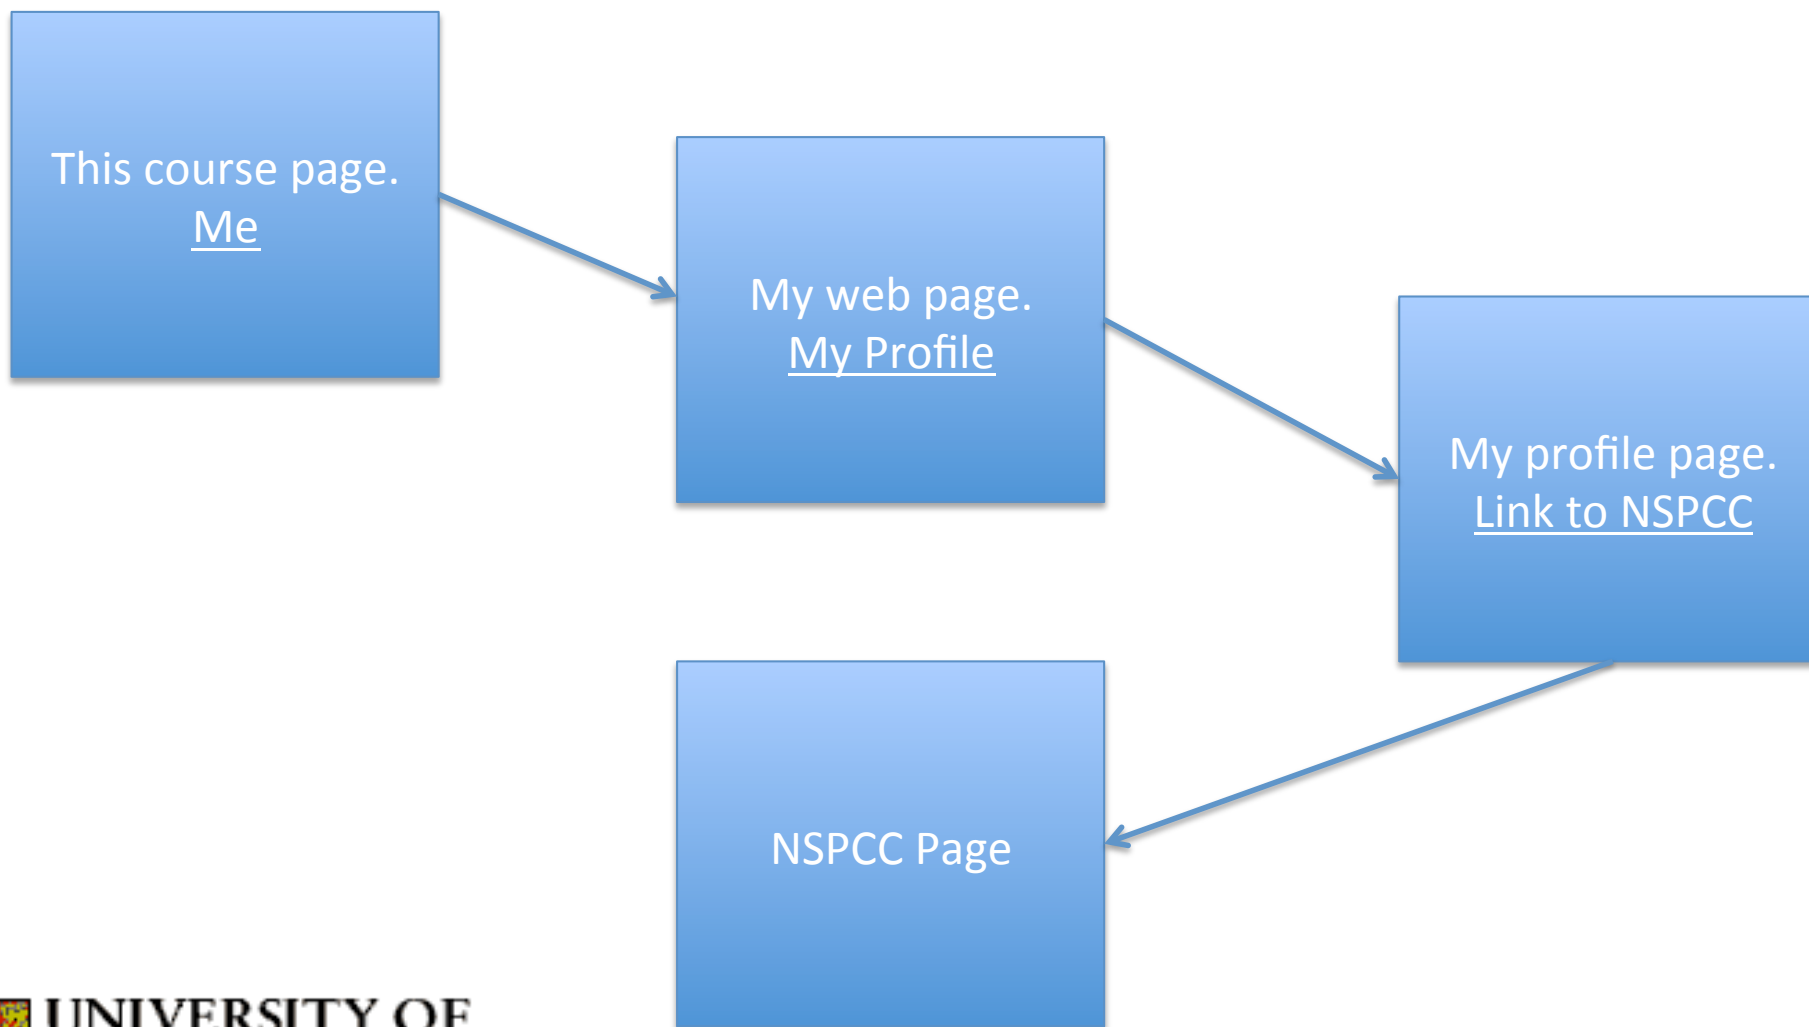 This course page.
Me
My web page.
My Profile
My profile page.
Link to NSPCC
NSPCC Page
UNIVERSITY OF